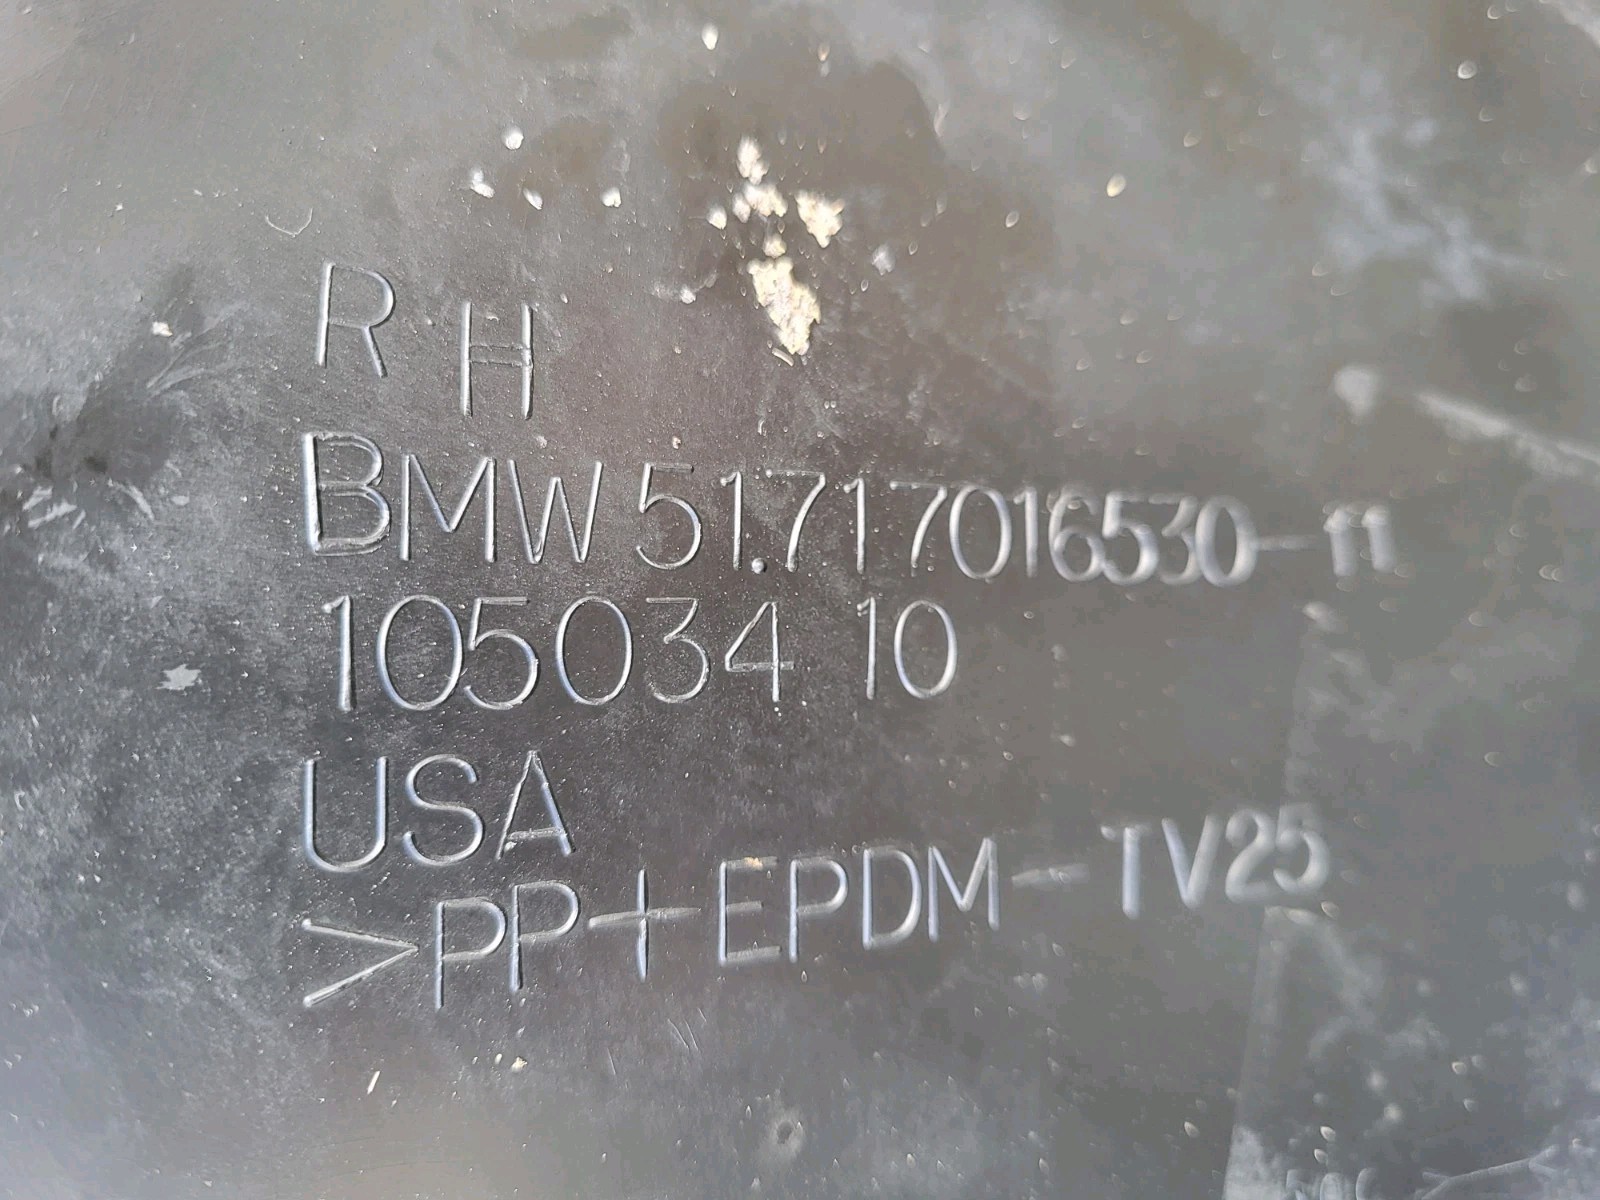 RH
BMW 51.717016530-11
105034 10
USA
>PP+EPDM-TV25